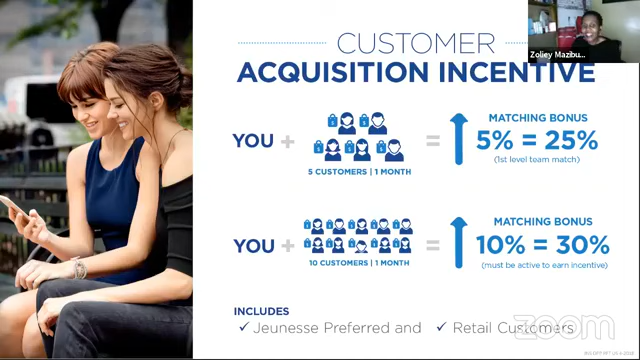 CUSTOMER
ACQUISITION INCENTIVE
Zoliey Mazibu...
YOU + = MATCHING BONUS
5% = 25%
(1st level team match)
5 CUSTOMERS | 1 MONTH
YOU + = MATCHING BONUS
10% = 30%
(must be active to earn incentive)
10 CUSTOMERS | 1 MONTH
INCLUDES
✓ Jeunesse Preferred and ✓ Retail Customers
zoom